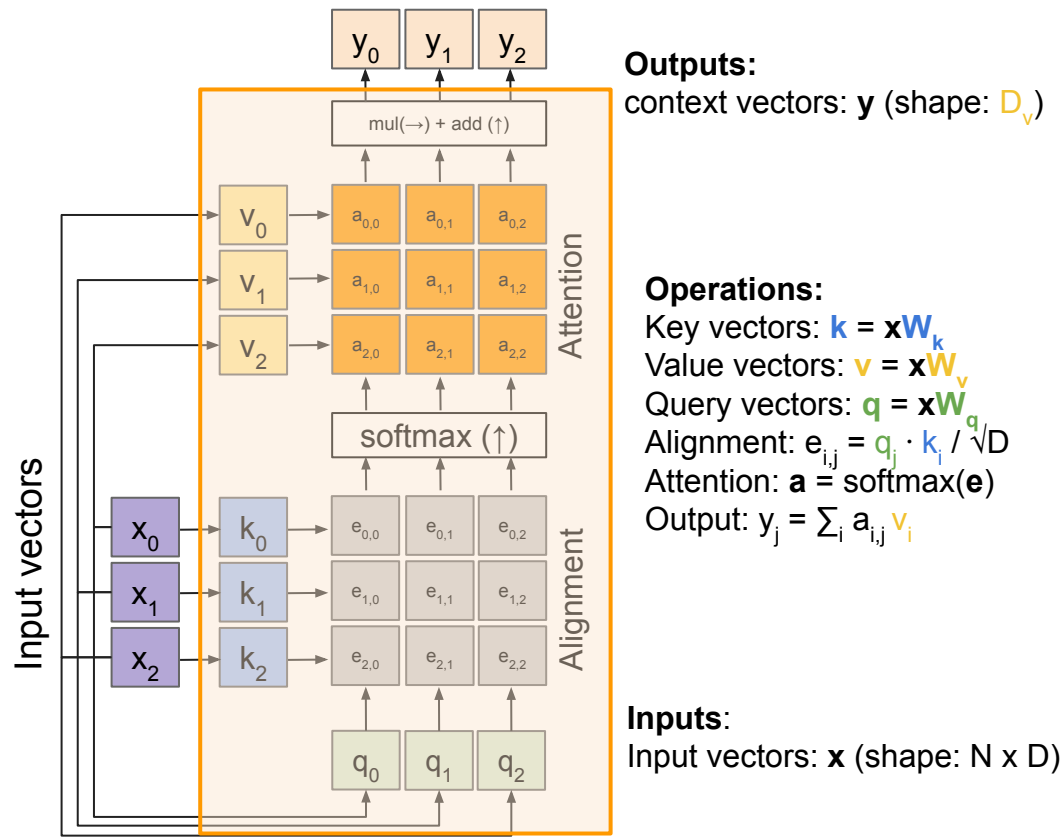 y0 y1 y2
Outputs:
context vectors: y (shape: Dv)
mul(→) + add (↑)
v0 a0,0 a0,1 a0,2
v1 a1,0 a1,1 a1,2
v2 a2,0 a2,1 a2,2
Attention
softmax (↑)
Operations:
Key vectors: k = xWk
Value vectors: v = xWv
Query vectors: q = xWq
Alignment: ei,j = qj · ki / √D
Attention: a = softmax(e)
Output: yj = ∑i ai,j vi
Input vectors
x0 k0 e0,0 e0,1 e0,2
x1 k1 e1,0 e1,1 e1,2
x2 k2 e2,0 e2,1 e2,2
Alignment
q0 q1 q2
Inputs:
Input vectors: x (shape: N x D)